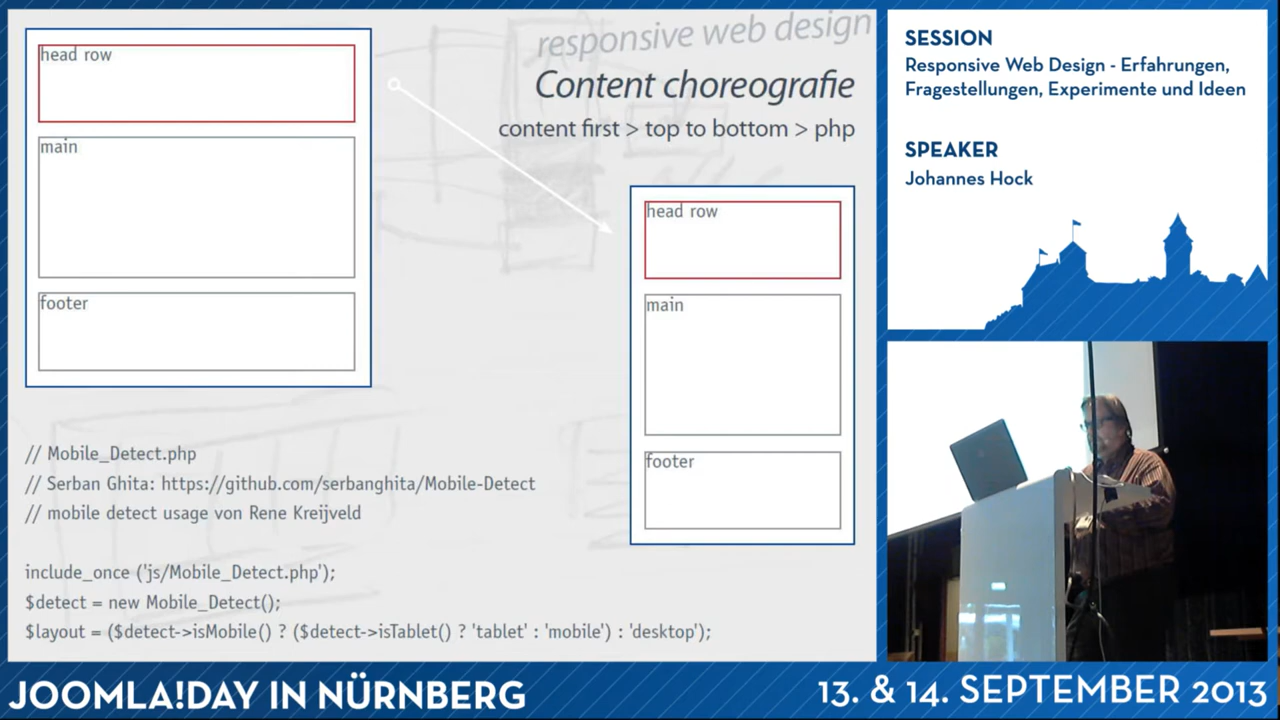 responsive web design
Content choreografie
content first > top to bottom > php
head row
main
footer
head row
main
footer
// Mobile_Detect.php
// Serban Ghita: https://github.com/serbanghita/Mobile-Detect
// mobile detect usage von Rene Kreijveld
include_once ('js/Mobile_Detect.php');
$detect = new Mobile_Detect();
$layout = ($detect->isMobile() ? ($detect->isTablet() ? 'tablet' : 'mobile') : 'desktop');
SESSION
Responsive Web Design - Erfahrungen,
Fragestellungen, Experimente und Ideen
SPEAKER
Johannes Hock
JOOMLA!DAY IN NÜRNBERG
13. & 14. SEPTEMBER 2013